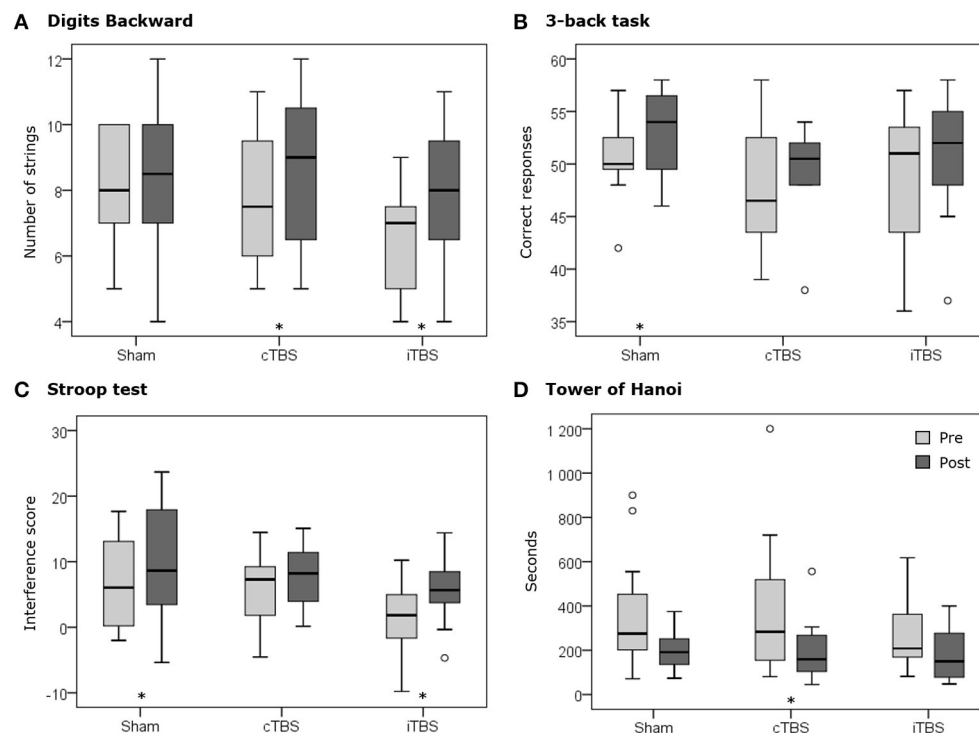 A Digits Backward
Number of strings
12
10
8
6
4
* *
Sham cTBS iTBS
B 3-back task
Correct responses
60
55
50
45
40
35
*
Sham cTBS iTBS
C Stroop test
Interference score
30
20
10
0
-10
* *
Sham cTBS iTBS
D Tower of Hanoi
Seconds
1 200
1 000
800
600
400
200
0
Pre
Post
*
Sham cTBS iTBS